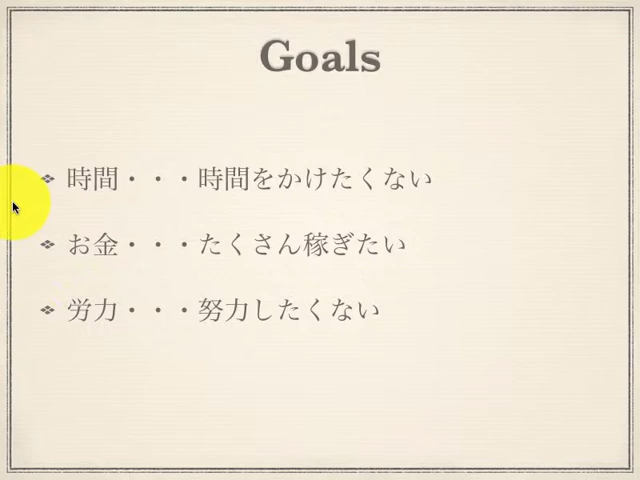 Goals
時間・・・時間をかけたくない
お金・・・たくさん稼ぎたい
労力・・・努力したくない